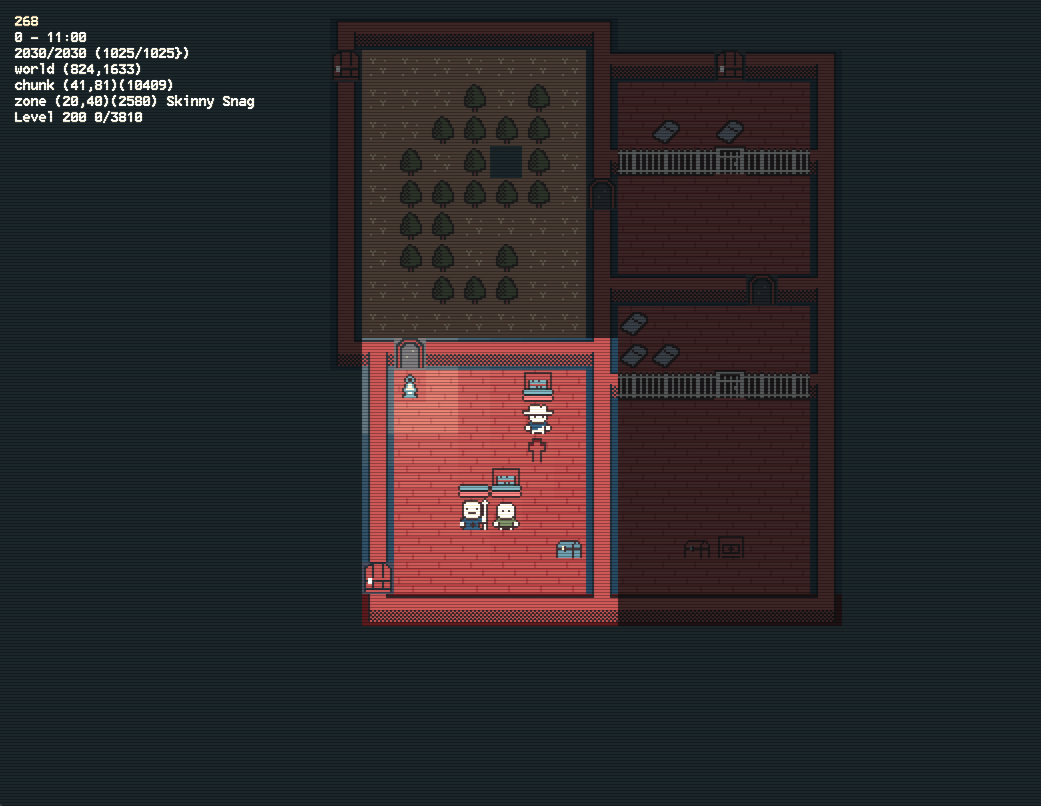 268
0 - 11:00
2030/2030 (1025/1025})
world (824,1633)
chunk (41,81)(10409)
zone (20,40)(2580) Skinny Snag
Level 200 0/3810